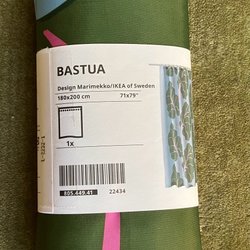 BASTUA
Design Marimekko/IKEA of Sweden
180x200 cm 71x79"
1x
805.449.41 22434